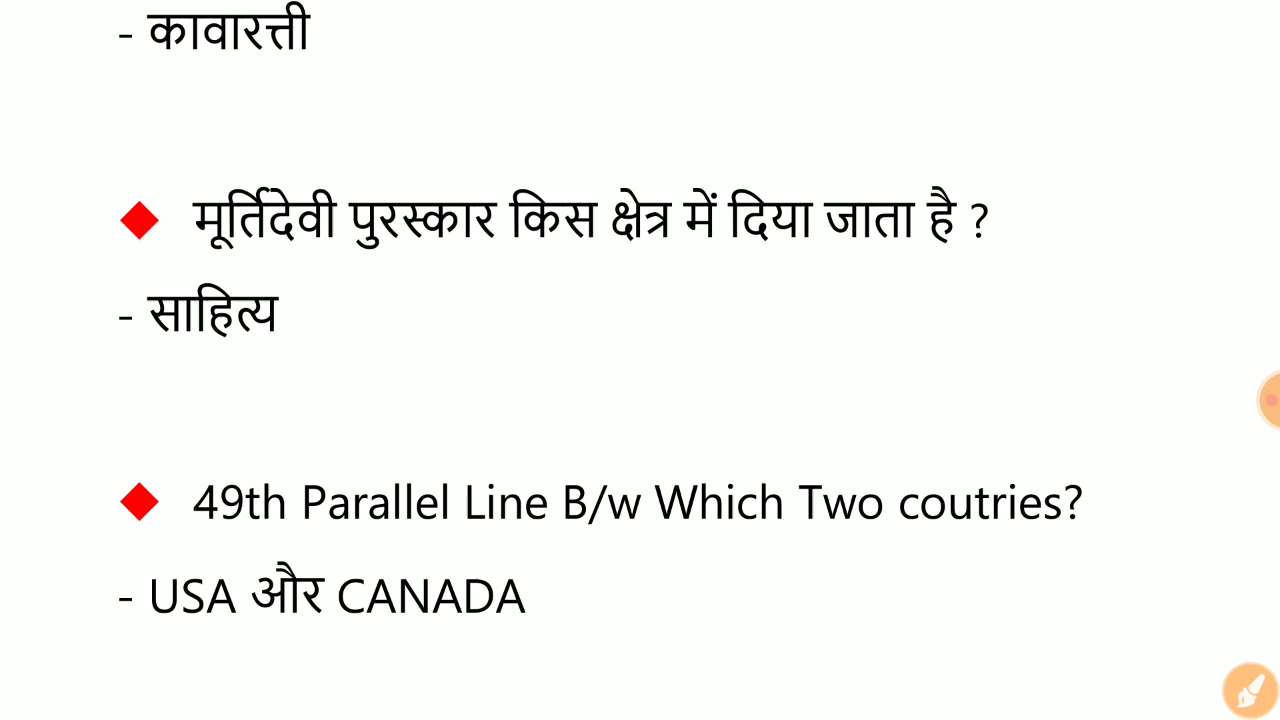 - कावारत्ती
◆ मूर्तिदेवी पुरस्कार किस क्षेत्र में दिया जाता है ?
- साहित्य
◆ 49th Parallel Line B/w Which Two coutries?
- USA और CANADA